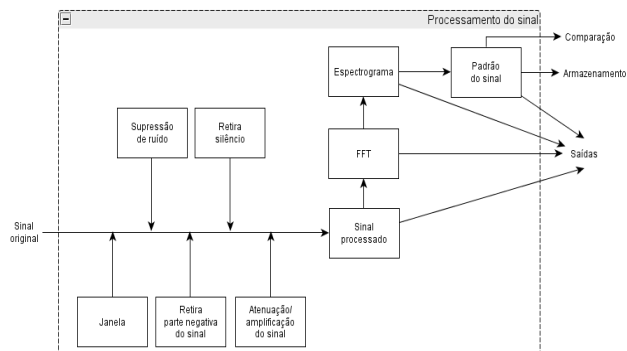 Processamento do sinal
Comparação
Espectrograma
Padrão
do sinal
Armazenamento
Supressão
de ruído
Retira
silêncio
FFT
Saídas
Sinal
original
Sinal
processado
Janela
Retira
parte negativa
do sinal
Atenuação/
amplificação
do sinal